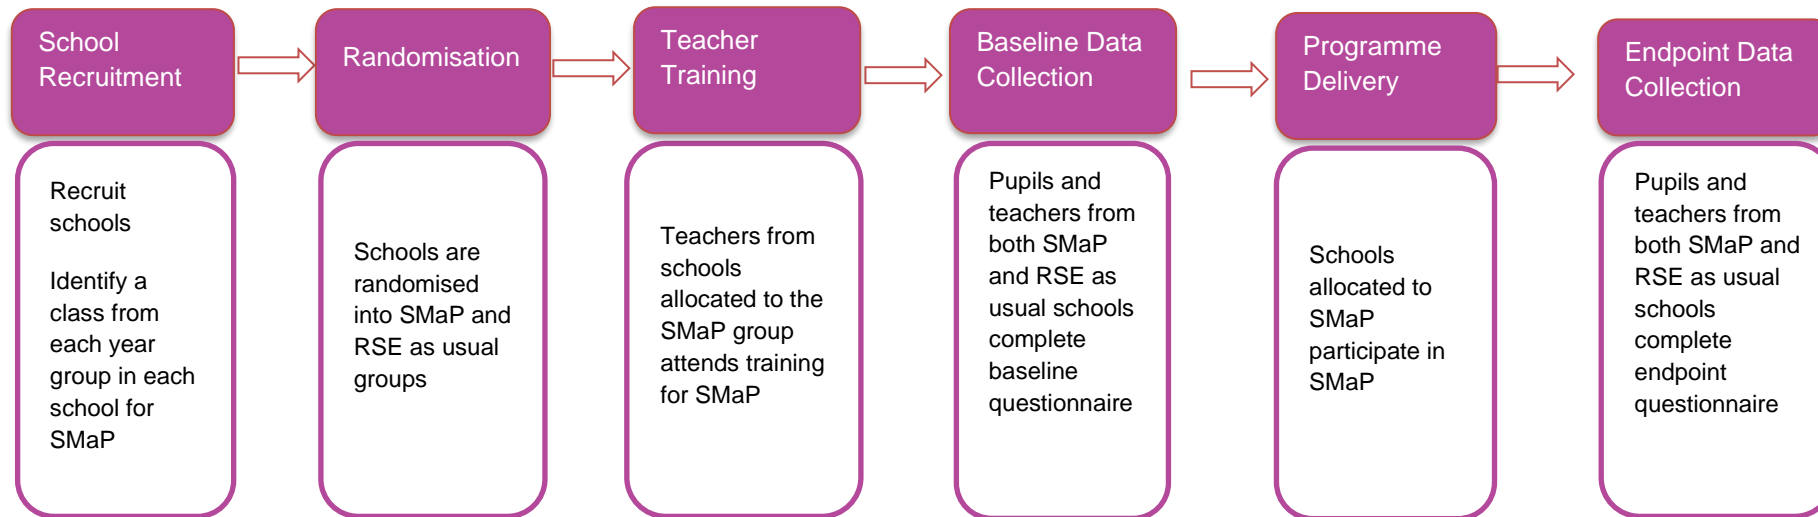 School
Recruitment
Randomisation
Teacher
Training
Baseline Data
Collection
Programme
Delivery
Endpoint Data
Collection
Recruit
schools
Identify a
class from
each year
group in each
school for
SMaP
Schools are
randomised
into SMaP and
RSE as usual
groups
Teachers from
schools
allocated to the
SMaP group
attends training
for SMaP
Pupils and
teachers from
both SMaP
and RSE as
usual schools
complete
baseline
questionnaire
Schools
allocated to
SMaP
participate in
SMaP
Pupils and
teachers from
both SMaP and
RSE as usual
schools
complete
endpoint
questionnaire